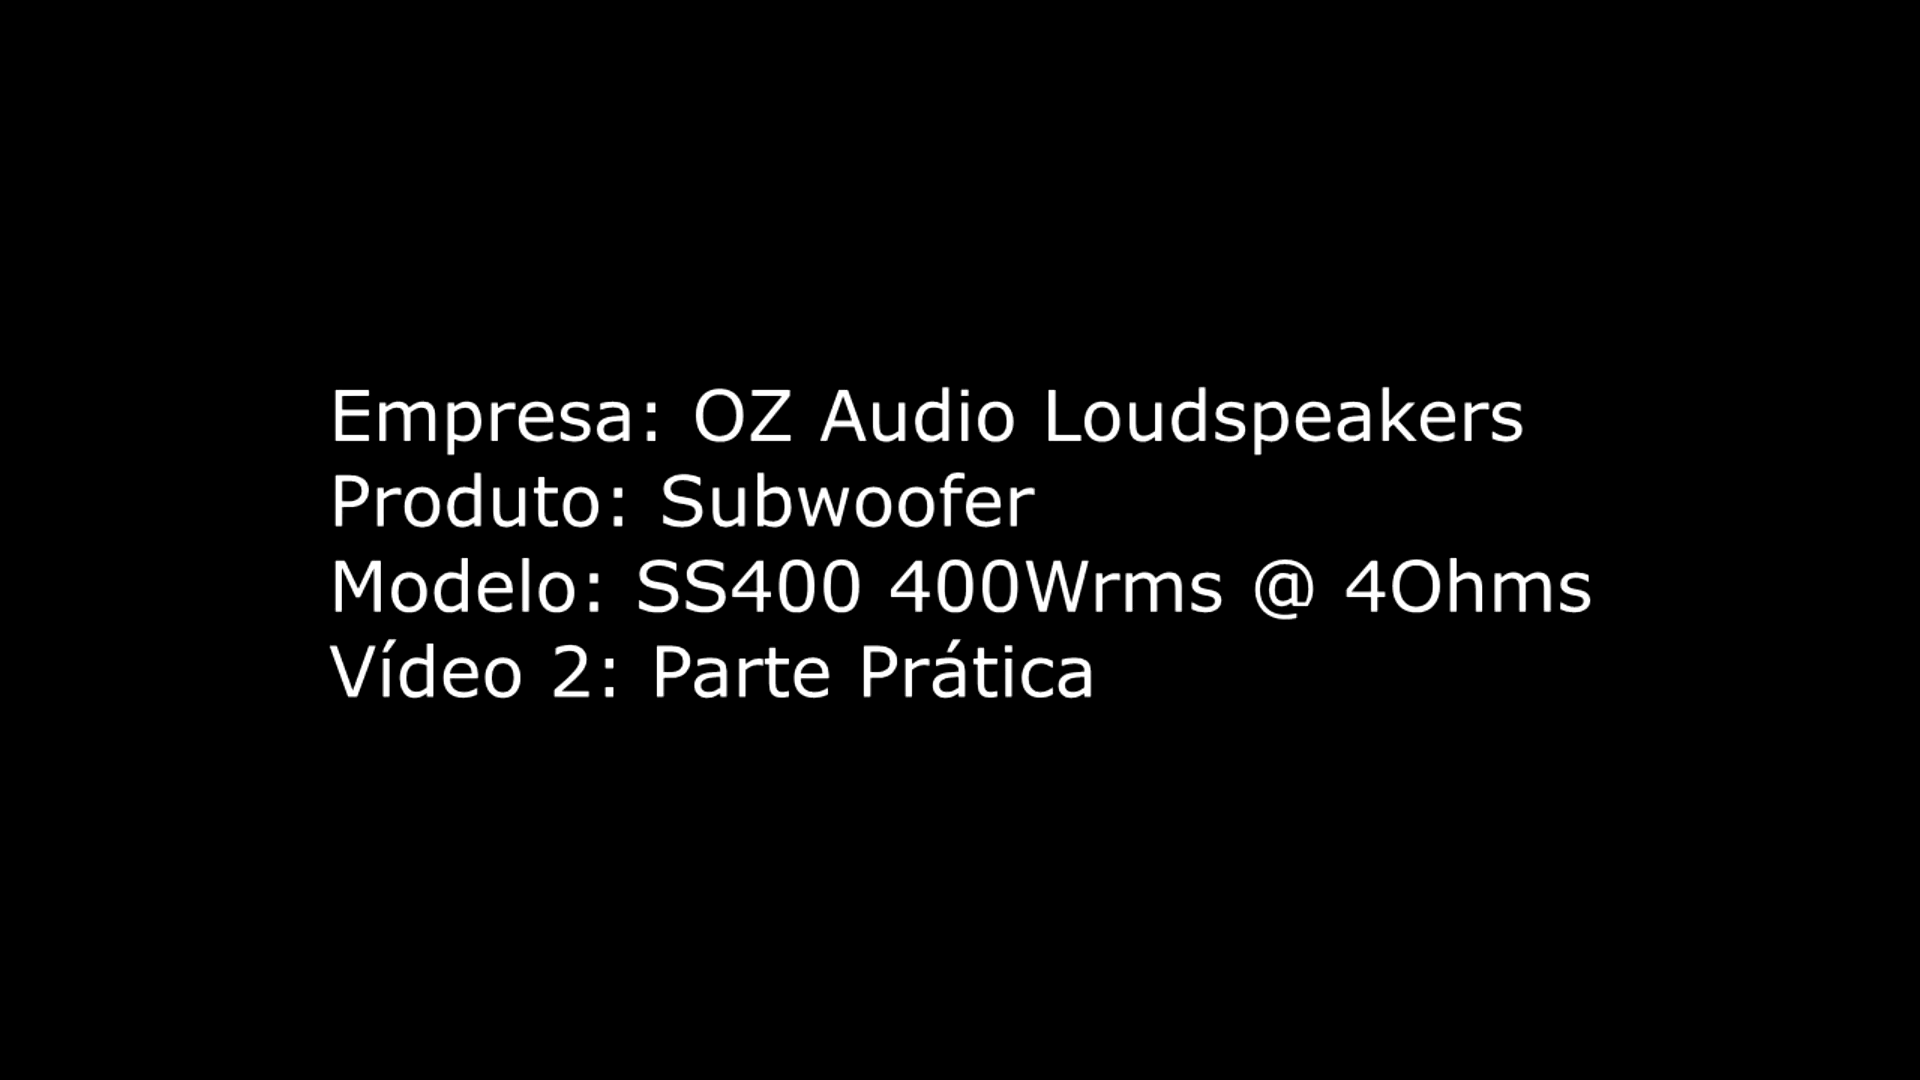 Empresa: OZ Audio Loudspeakers
Produto: Subwoofer
Modelo: SS400 400Wrms @ 4Ohms
Vídeo 2: Parte Prática